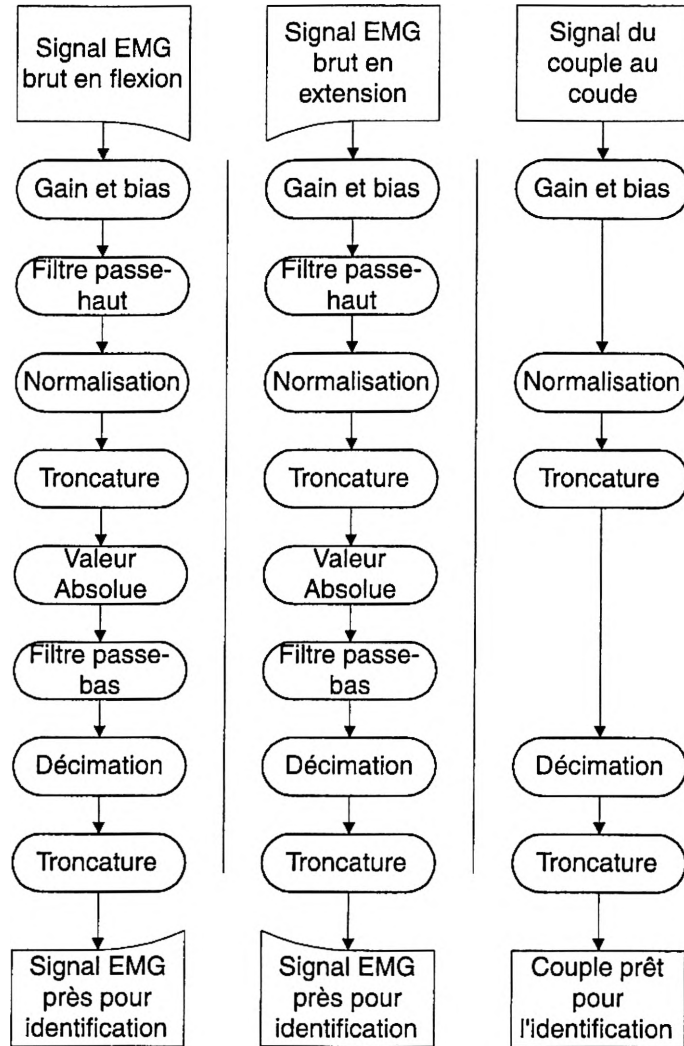 Signal EMG
brut en flexion
Gain et bias
Filtre passe-
haut
Normalisation
Troncature
Valeur
Absolue
Filtre passe-
bas
Décimation
Troncature
Signal EMG
près pour
identification
Signal EMG
brut en
extension
Gain et bias
Filtre passe-
haut
Normalisation
Troncature
Valeur
Absolue
Filtre passe-
bas
Décimation
Troncature
Signal EMG
près pour
identification
Signal du
couple au
coude
Gain et bias
Normalisation
Troncature
Décimation
Troncature
Couple prêt
pour
l'identification